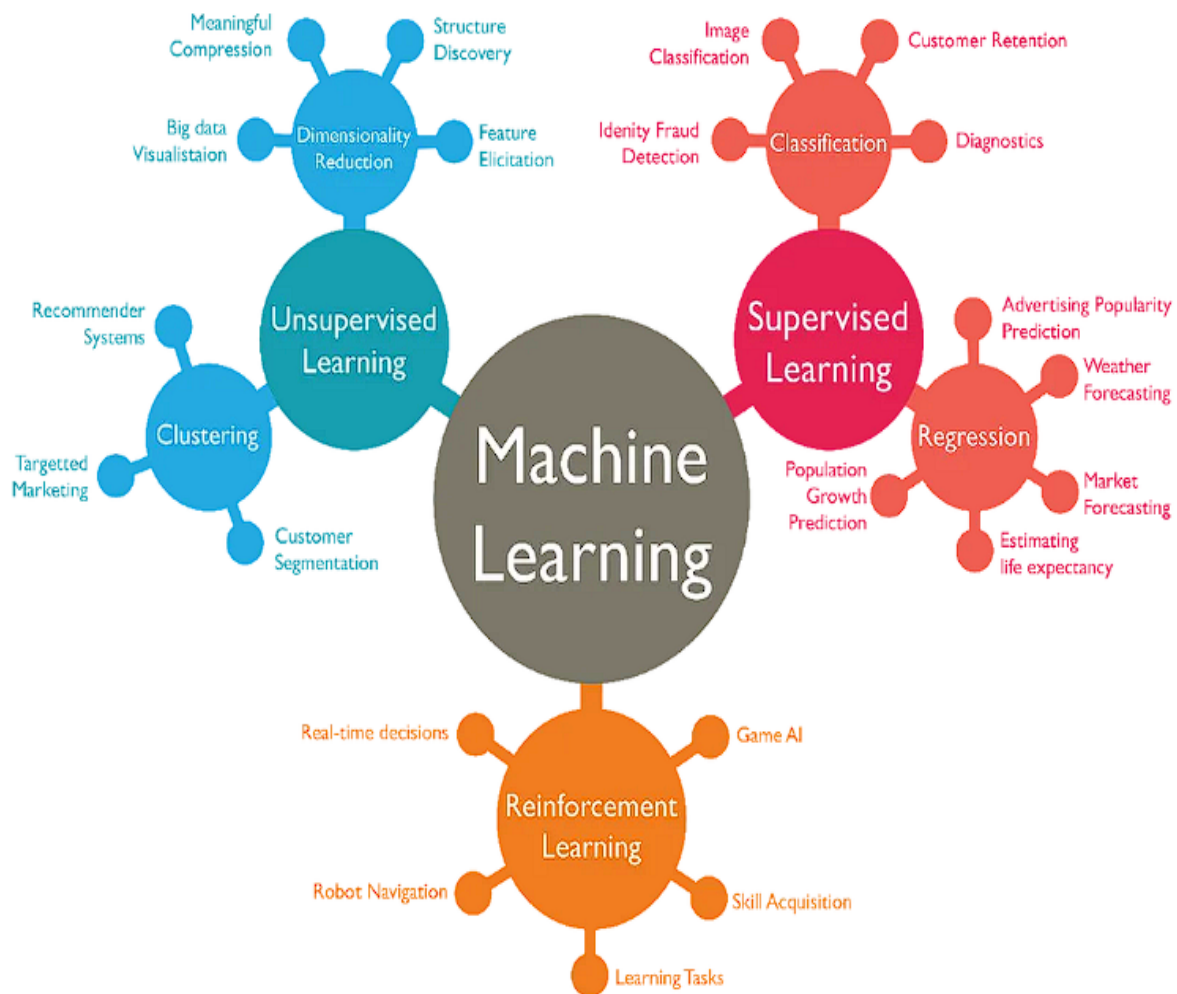 Meaningful
Compression
Structure
Discovery
Big data
Visualistaion
Dimensionality
Reduction
Feature
Elicitation
Image
Classification
Customer Retention
Idenity Fraud
Detection
Classification
Diagnostics
Recommender
Systems
Unsupervised
Learning
Clustering
Targetted
Marketing
Customer
Segmentation
Supervised
Learning
Advertising Popularity
Prediction
Weather
Forecasting
Regression
Population
Growth
Prediction
Market
Forecasting
Estimating
life expectancy
Machine
Learning
Real-time decisions
Game AI
Reinforcement
Learning
Robot Navigation
Skill Acquisition
Learning Tasks